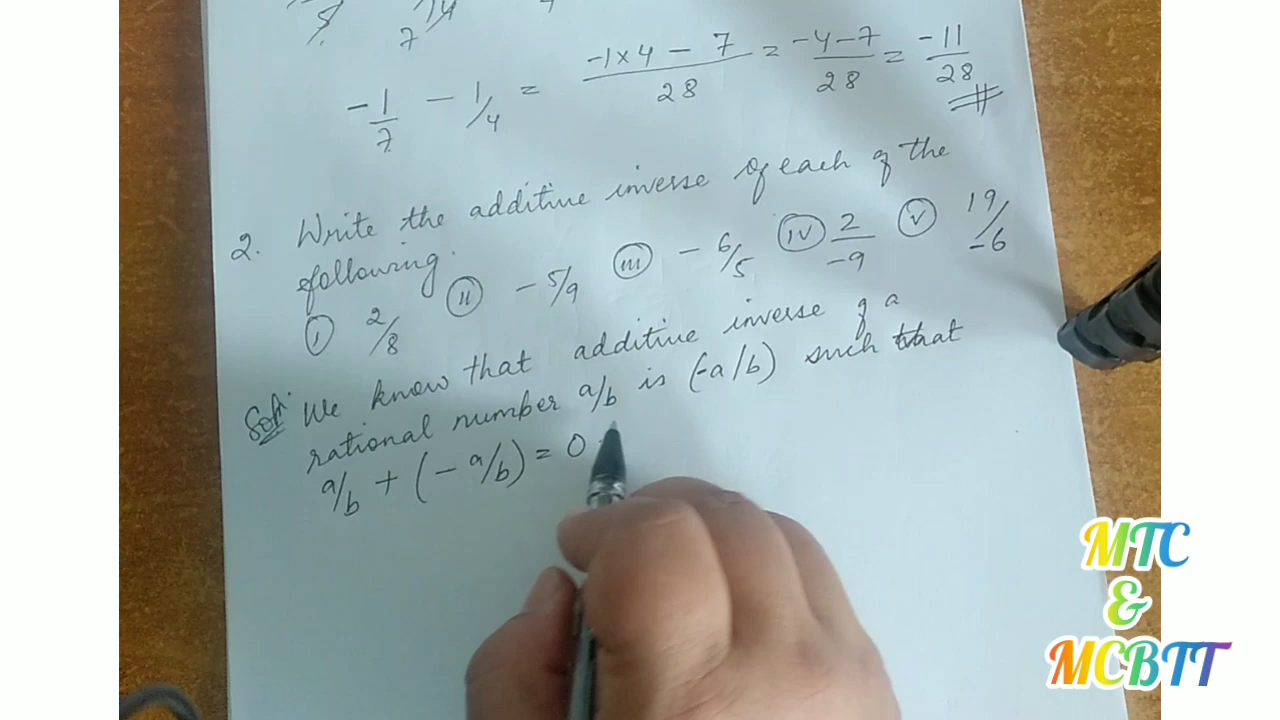 7
-1/7 - 1/4 = (-1×4 - 7)/28 = (-4-7)/28 = -11/28
2. Write the additive inverse of each of the
following.
(i) 2/8 (ii) -5/9 (iii) -6/5 (iv) 2/-9 (v) 19/-6
Soln: We know that additive inverse of a
rational number a/b is (-a/b) such that
a/b + (-a/b) = 0
MTC
&
MCBTT